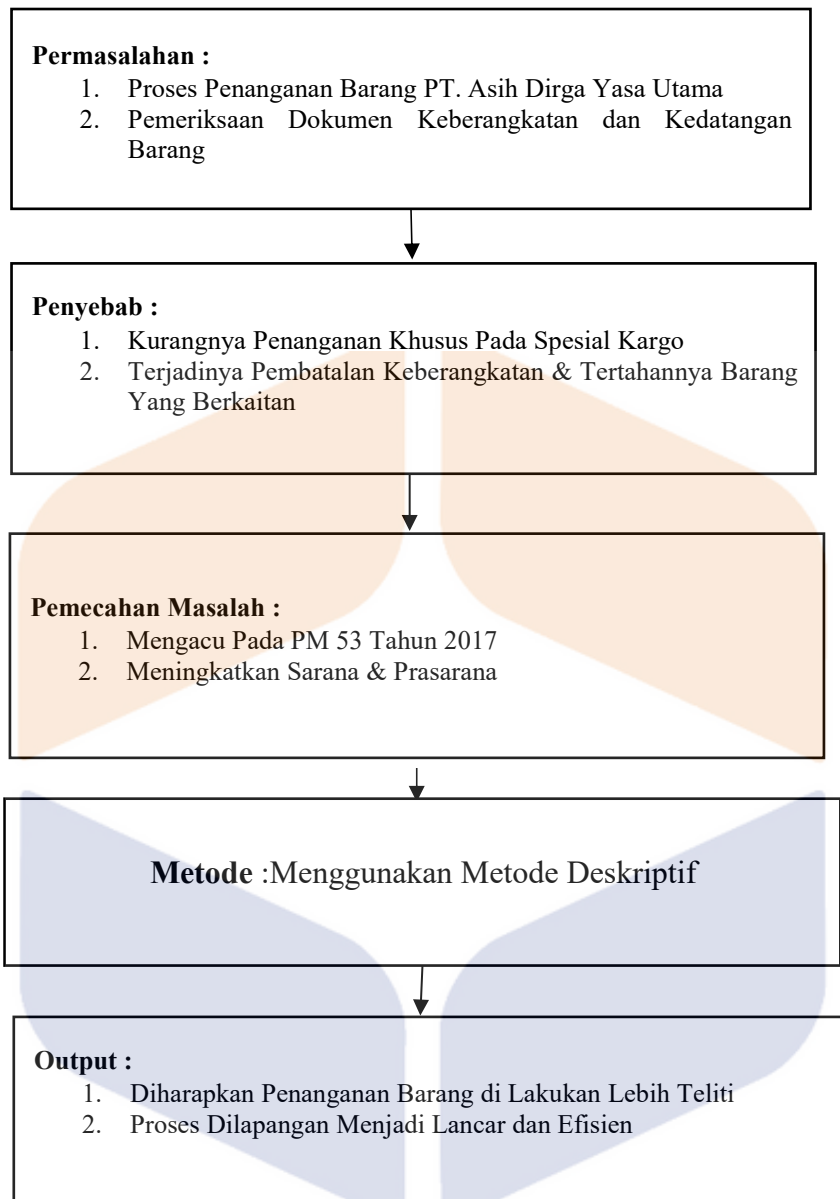 Permasalahan :
1. Proses Penanganan Barang PT. Asih Dirga Yasa Utama
2. Pemeriksaan Dokumen Keberangkatan dan Kedatangan
Barang
Penyebab :
1. Kurangnya Penanganan Khusus Pada Spesial Kargo
2. Terjadinya Pembatalan Keberangkatan & Tertahannya Barang
Yang Berkaitan
Pemecahan Masalah :
1. Mengacu Pada PM 53 Tahun 2017
2. Meningkatkan Sarana & Prasarana
Metode :Menggunakan Metode Deskriptif
Output :
1. Diharapkan Penanganan Barang di Lakukan Lebih Teliti
2. Proses Dilapangan Menjadi Lancar dan Efisien